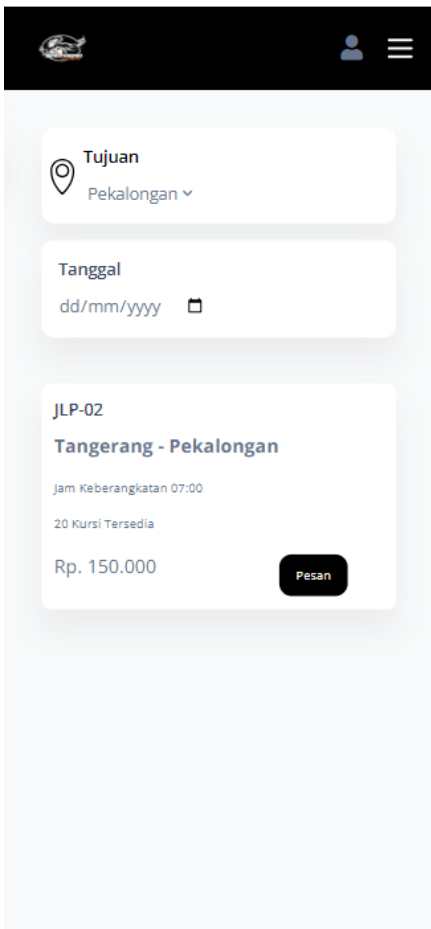 Tujuan
Pekalongan
Tanggal
dd/mm/yyyy
JLP-02
Tangerang - Pekalongan
Jam Keberangkatan 07:00
20 Kursi Tersedia
Rp. 150.000
Pesan